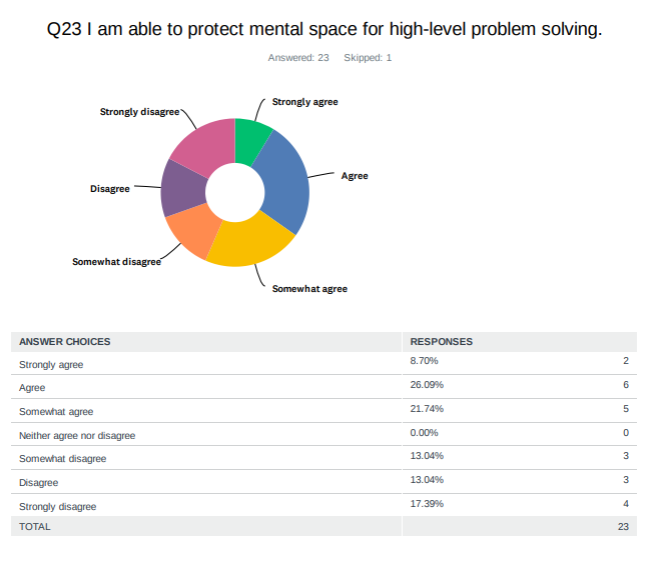 Q23 I am able to protect mental space for high-level problem solving.
Answered: 23 Skipped: 1
Strongly agree
Strongly disagree
Agree
Disagree
Somewhat disagree
Somewhat agree
ANSWER CHOICES RESPONSES
Strongly agree 8.70% 2
Agree 26.09% 6
Somewhat agree 21.74% 5
Neither agree nor disagree 0.00% 0
Somewhat disagree 13.04% 3
Disagree 13.04% 3
Strongly disagree 17.39% 4
TOTAL 23